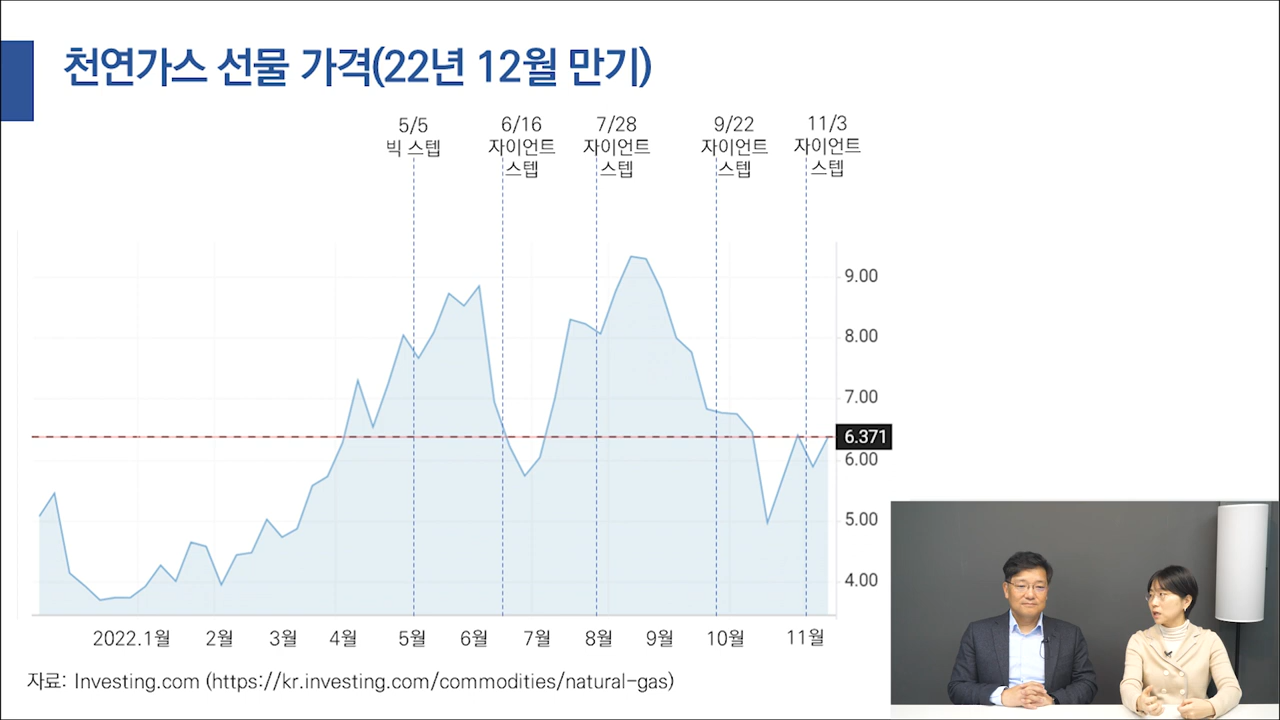 천연가스 선물 가격(22년 12월 만기)
5/5
빅 스텝
6/16
자이언트
스텝
7/28
자이언트
스텝
9/22
자이언트
스텝
11/3
자이언트
스텝
9.00
8.00
7.00
6.371
6.00
5.00
4.00
2022.1월 2월 3월 4월 5월 6월 7월 8월 9월 10월 11월
자료: Investing.com (https://kr.investing.com/commodities/natural-gas)